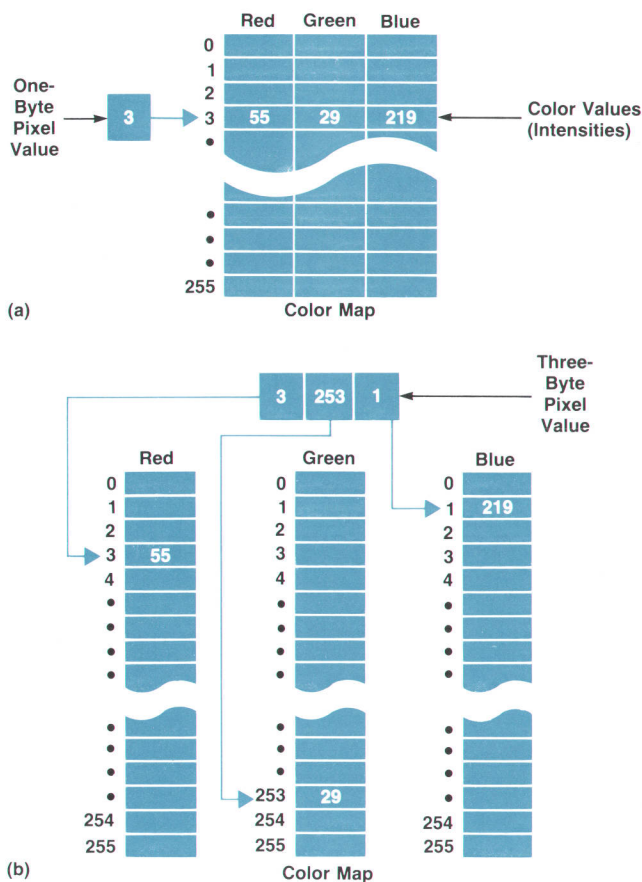 Red Green Blue
0
1
2
3 55 29 219
•
•
•
•
255
One-
Byte
Pixel
Value
3
Color Values
(Intensities)
(a)
Color Map
3 253 1
Three-
Byte
Pixel
Value
Red
0
1
2
3 55
4
•
•
•
•
•
•
•
•
254
255
Green
0
1
2
3
4
•
•
•
•
•
•
•
253 29
254
255
Blue
0
1 219
2
3
4
•
•
•
•
•
•
•
•
254
255
(b)
Color Map